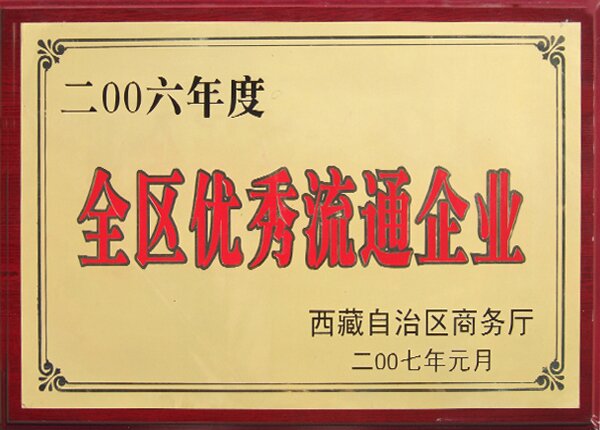 二00六年度
全区优秀流通企业
西藏自治区商务厅
二00七年元月